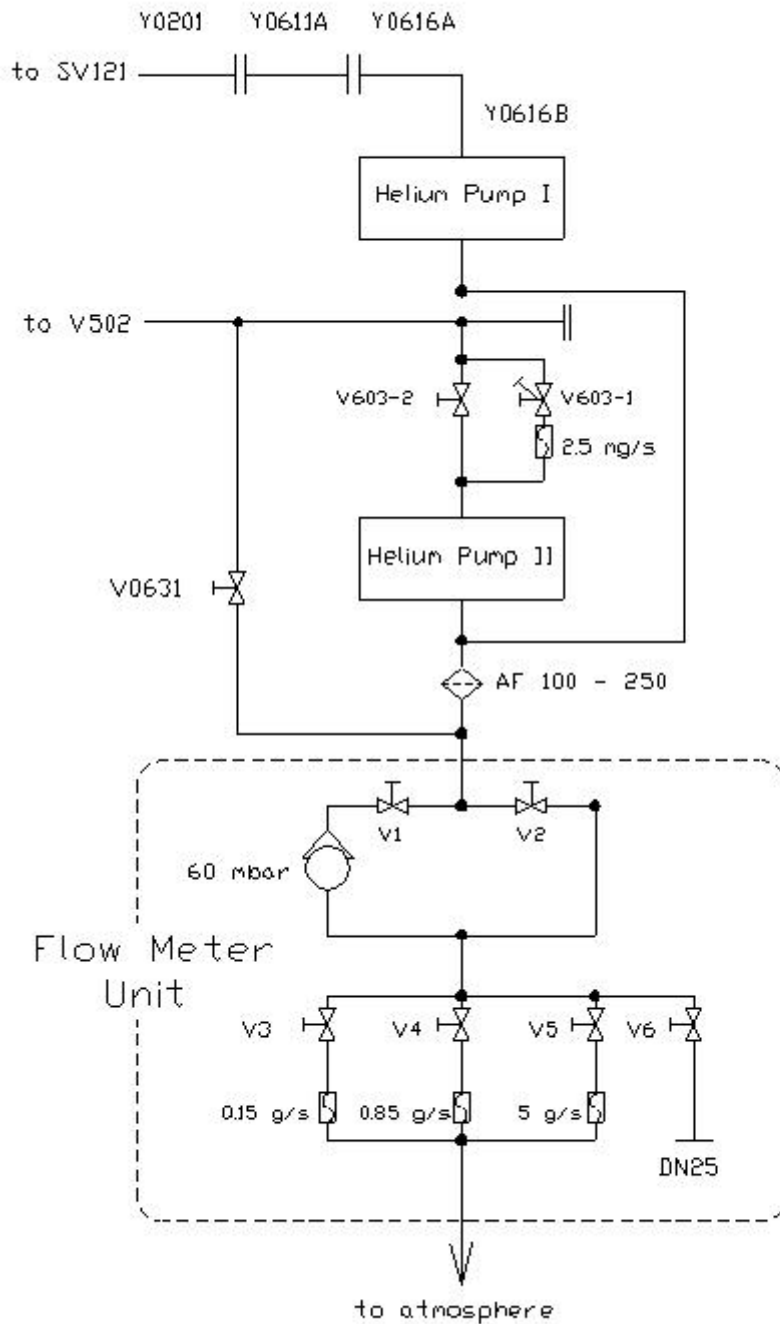 Y0201 Y0611A Y0616A
to SV121
Y0616B
Helium Pump I
to V502
V603-2 V603-1
2.5 mg/s
Helium Pump II
V0631
AF 100 - 250
V1 V2
60 mbar
Flow Meter
Unit
V3 V4 V5 V6
0.15 g/s 0.85 g/s 5 g/s
DN25
to atmosphere